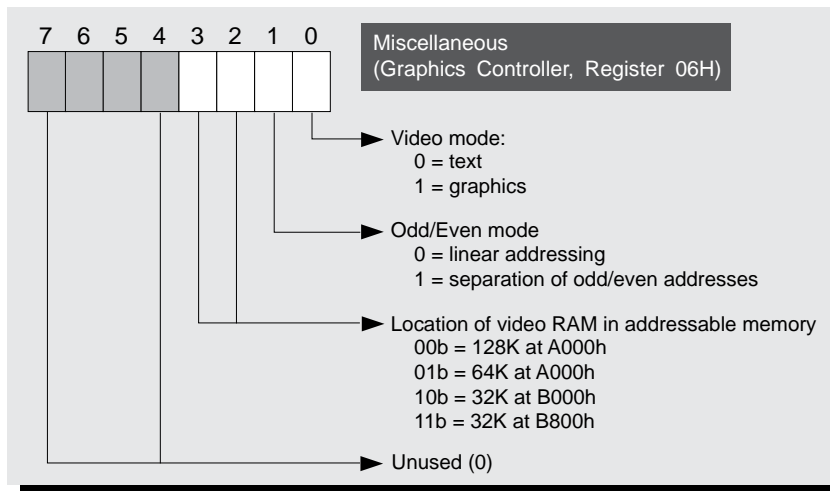 7 6 5 4 3 2 1 0
Miscellaneous
(Graphics Controller, Register 06H)
Video mode:
0 = text
1 = graphics
Odd/Even mode
0 = linear addressing
1 = separation of odd/even addresses
Location of video RAM in addressable memory
00b = 128K at A000h
01b = 64K at A000h
10b = 32K at B000h
11b = 32K at B800h
Unused (0)